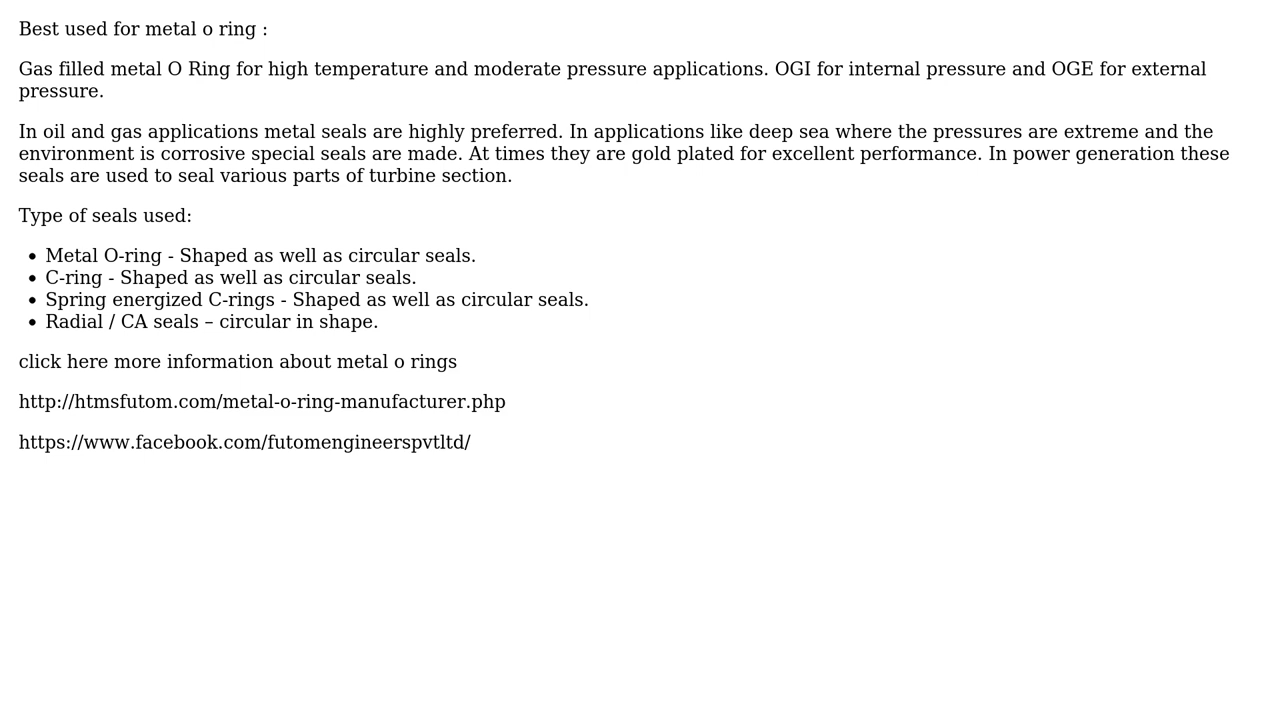 Best used for metal o ring :
Gas filled metal O Ring for high temperature and moderate pressure applications. OGI for internal pressure and OGE for external
pressure.
In oil and gas applications metal seals are highly preferred. In applications like deep sea where the pressures are extreme and the
environment is corrosive special seals are made. At times they are gold plated for excellent performance. In power generation these
seals are used to seal various parts of turbine section.
Type of seals used:
• Metal O-ring - Shaped as well as circular seals.
• C-ring - Shaped as well as circular seals.
• Spring energized C-rings - Shaped as well as circular seals.
• Radial / CA seals – circular in shape.
click here more information about metal o rings
http://htmsfutom.com/metal-o-ring-manufacturer.php
https://www.facebook.com/futomengineerspvtltd/